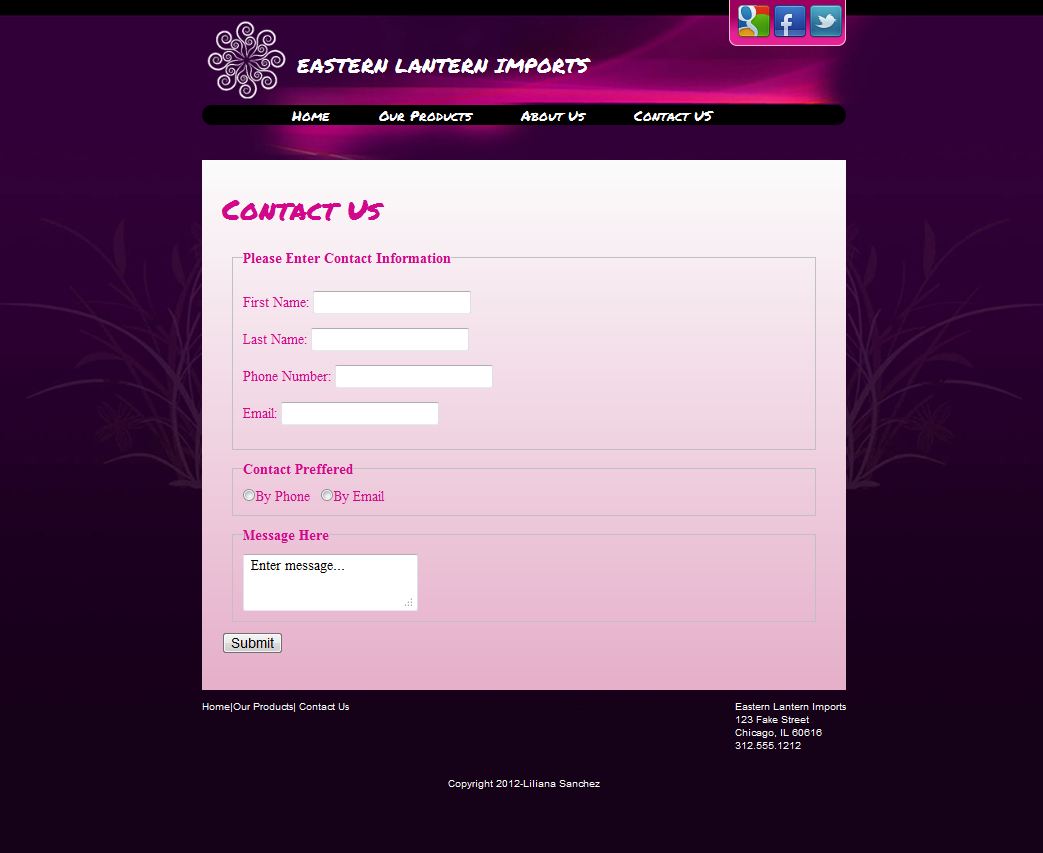 EASTERN LANTERN IMPORTS
Home Our Products About Us Contact US
Contact Us
Please Enter Contact Information
First Name:
Last Name:
Phone Number:
Email:
Contact Preffered
By Phone By Email
Message Here
Enter message...
Submit
Home|Our Products| Contact Us
Eastern Lantern Imports
123 Fake Street
Chicago, IL 60616
312.555.1212
Copyright 2012-Liliana Sanchez